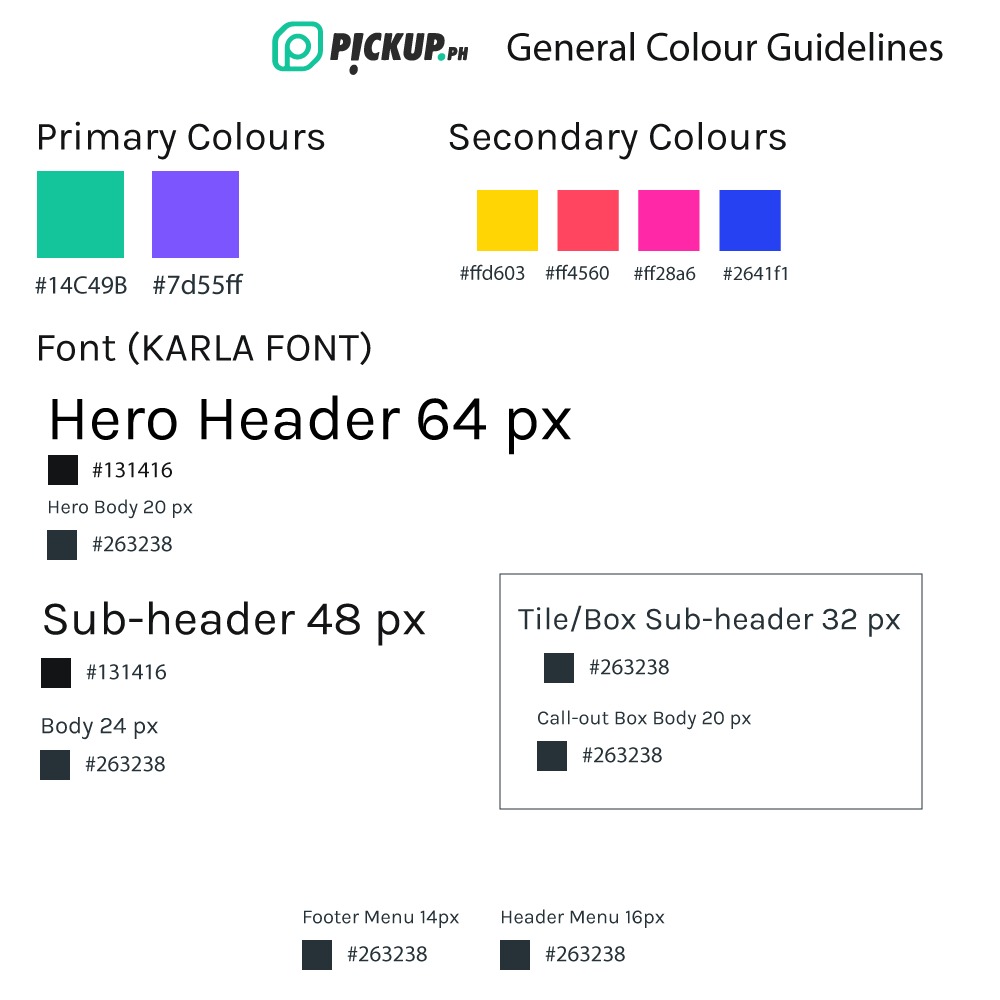 PICKUP.PH General Colour Guidelines
Primary Colours
#14C49B #7d55ff
Secondary Colours
#ffd603 #ff4560 #ff28a6 #2641f1
Font (KARLA FONT)
Hero Header 64 px
#131416
Hero Body 20 px
#263238
Sub-header 48 px
#131416
Body 24 px
#263238
Tile/Box Sub-header 32 px
#263238
Call-out Box Body 20 px
#263238
Footer Menu 14px
#263238
Header Menu 16px
#263238